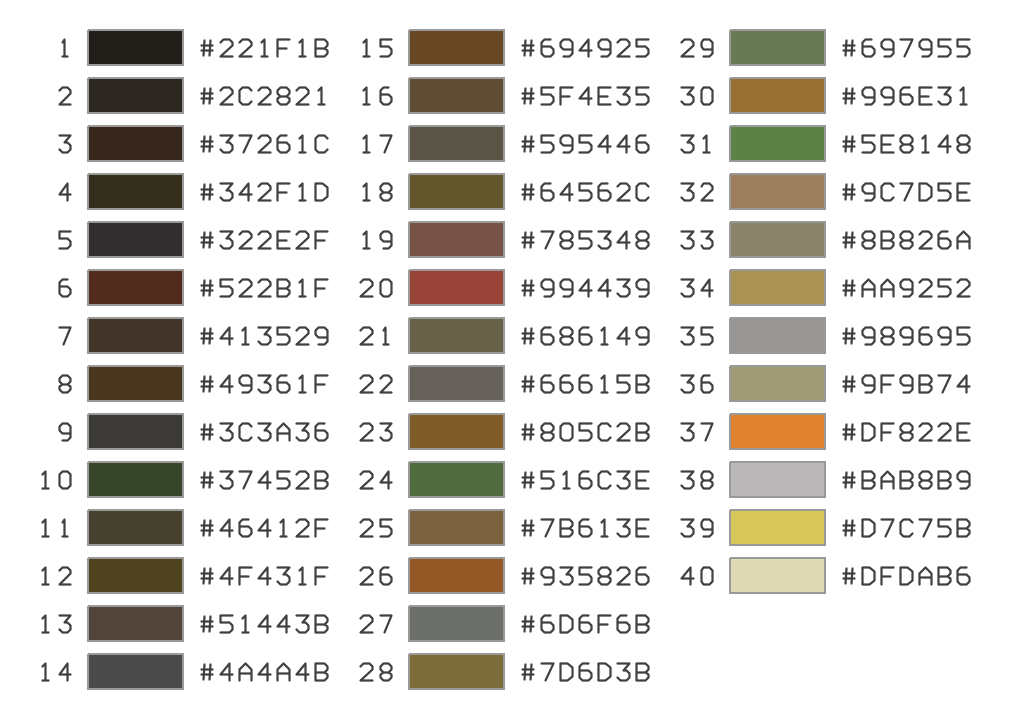 1 #221F1B
2 #2C2821
3 #37261C
4 #342F1D
5 #322E2F
6 #522B1F
7 #413529
8 #49361F
9 #3C3A36
10 #37452B
11 #46412F
12 #4F431F
13 #51443B
14 #4A4A4B
15 #694925
16 #5F4E35
17 #595446
18 #64562C
19 #785348
20 #994439
21 #686149
22 #66615B
23 #805C2B
24 #516C3E
25 #7B613E
26 #935826
27 #6D6F6B
28 #7D6D3B
29 #697955
30 #996E31
31 #5E8148
32 #9C7D5E
33 #8B826A
34 #AA9252
35 #989695
36 #9F9B74
37 #DF822E
38 #BAB8B9
39 #D7C75B
40 #DFDAB6